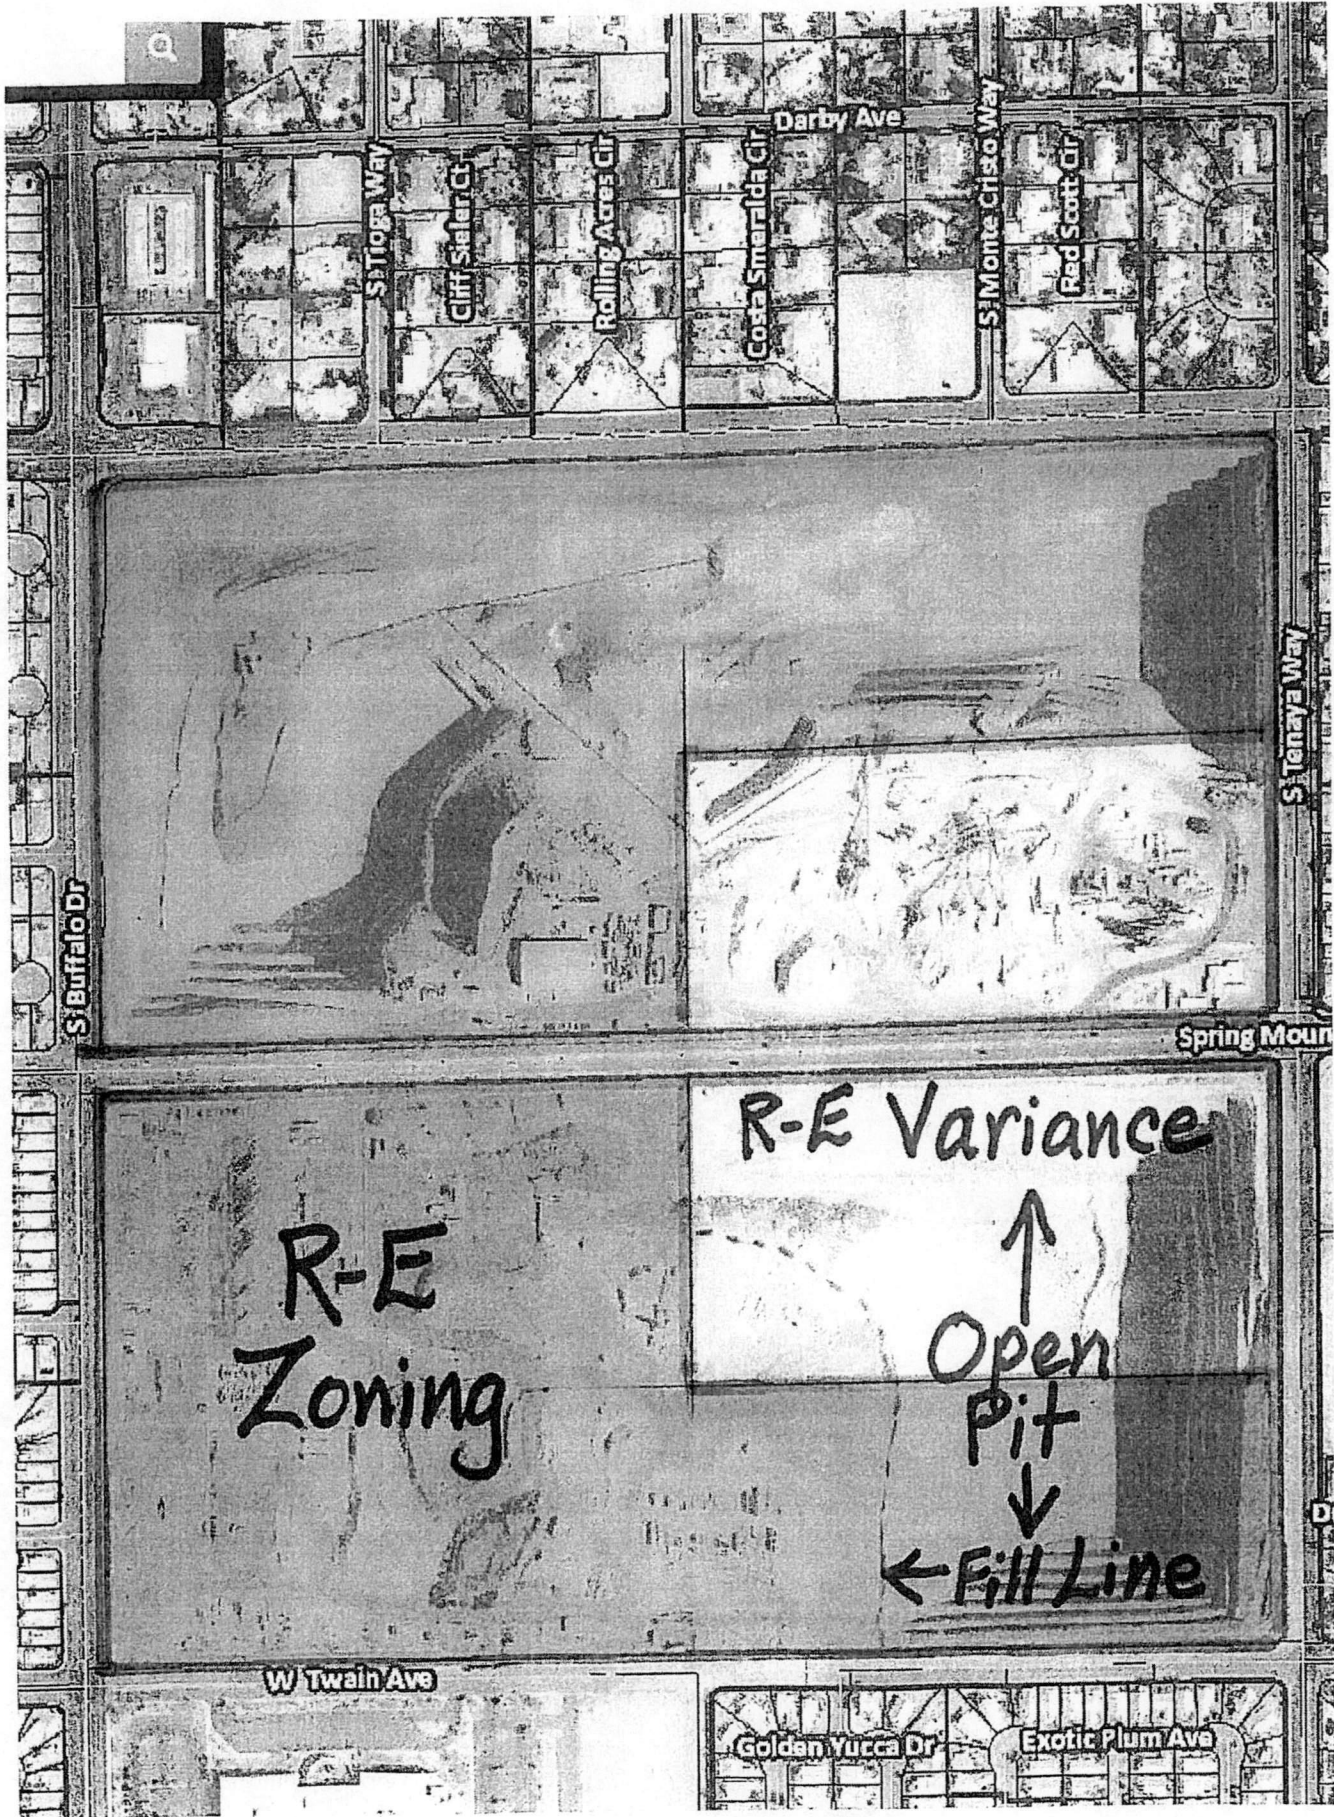 Darby Ave
S Tioga Way
Cliff Sieler Ct
Rolling Acres Cir
Costa Smeralda Cir
S Monte Cristo Way
Red Scott Cir
S Tenaya Way
S Buffalo Dr
Spring Moun
R-E Variance
R-E
Zoning
Open
Pit
Fill Line
D
W Twain Ave
Golden Yucca Dr
Exotic Plum Ave